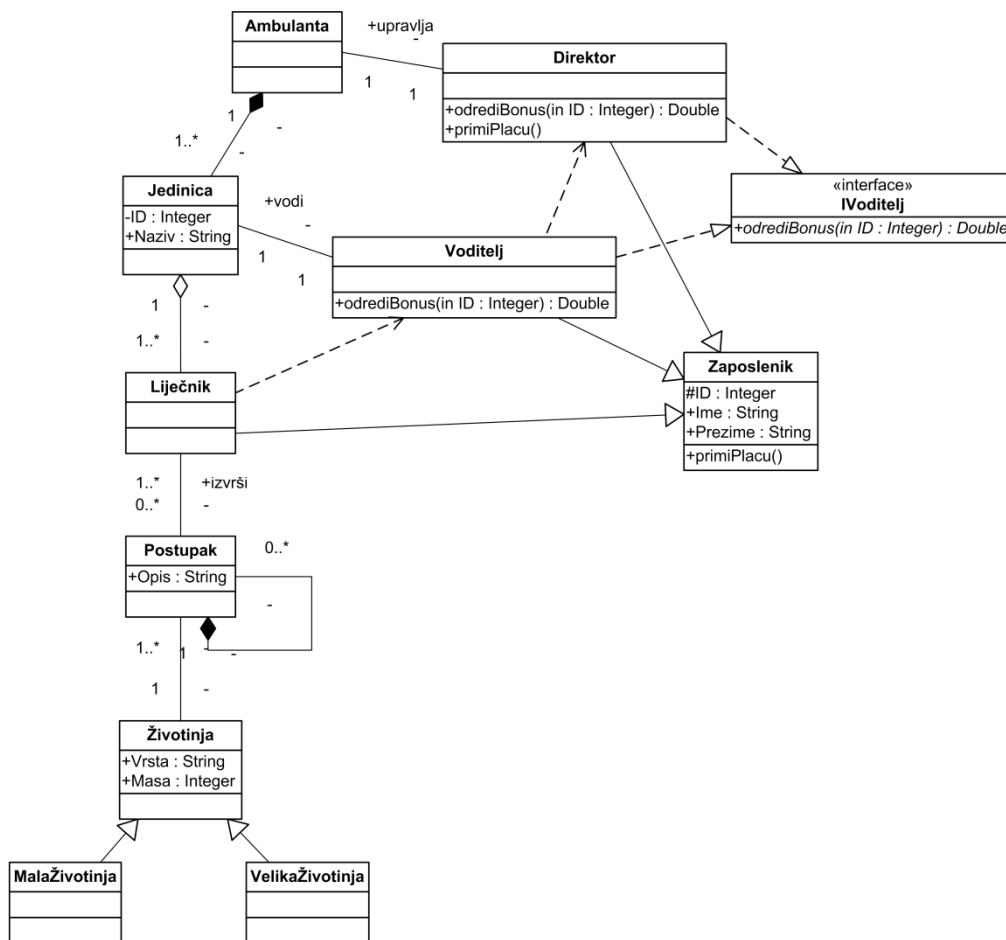 Ambulanta
+upravlja
-
1
1
Direktor
+odrediBonus(in ID : Integer) : Double
+primiPlacu()
1
-
1..*
-
Jedinica
-ID : Integer
+Naziv : String
+vodi
-
1
1
«interface»
IVoditelj
+odrediBonus(in ID : Integer) : Double
Voditelj
+odrediBonus(in ID : Integer) : Double
1
-
1..*
-
Liječnik
Zaposlenik
#ID : Integer
+Ime : String
+Prezime : String
+primiPlacu()
1..*
+izvrši
0..*
-
Postupak
+Opis : String
0..*
-
1..*
1
-
-
1
-
Životinja
+Vrsta : String
+Masa : Integer
MalaŽivotinja
VelikaŽivotinja